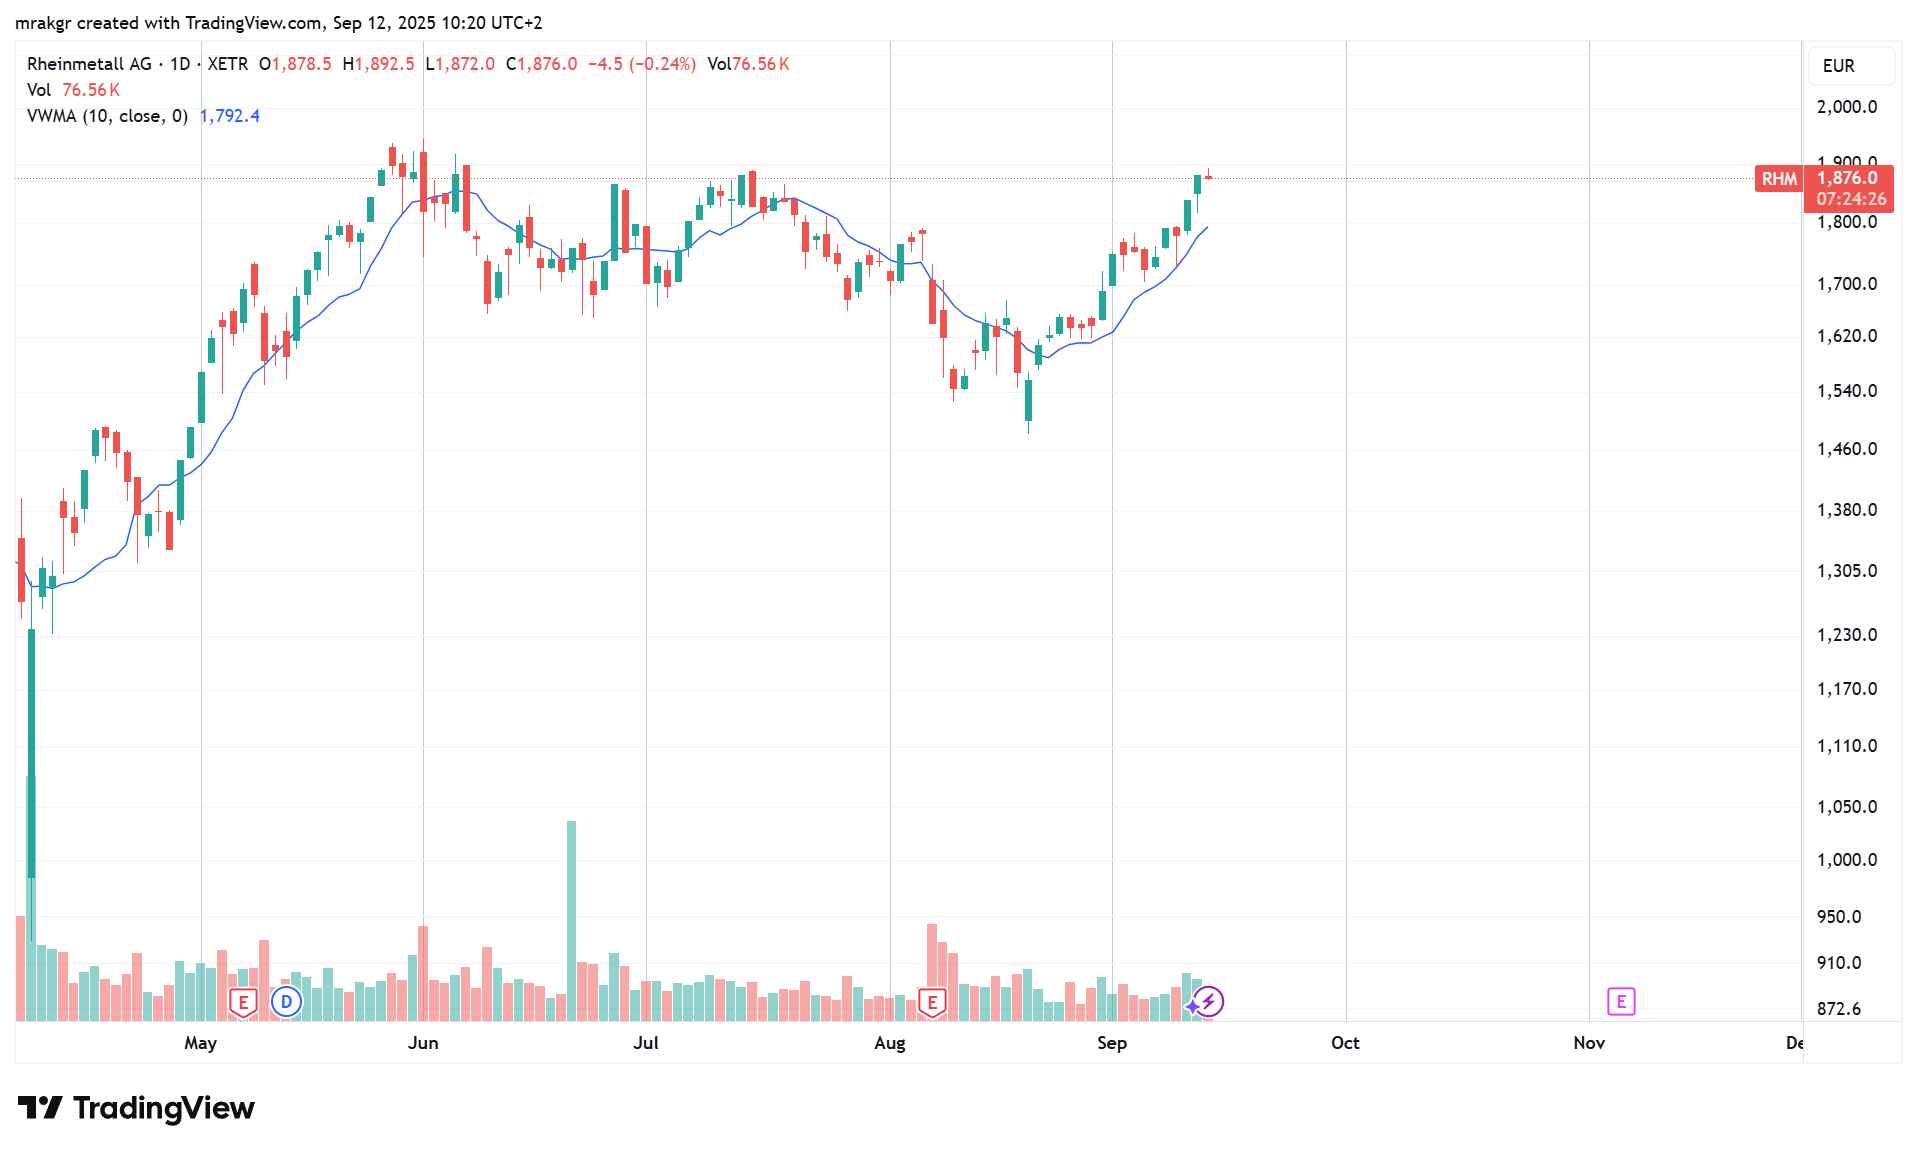 mrakgr created with TradingView.com, Sep 12, 2025 10:20 UTC+2
Rheinmetall AG · 1D · XETR O1,878.5 H1,892.5 L1,872.0 C1,876.0 −4.5 (−0.24%) Vol76.56K
Vol 76.56K
VWMA (10, close, 0) 1,792.4
EUR
2,000.0
1,900.0
RHM 1,876.0
07:24:26
1,800.0
1,700.0
1,620.0
1,540.0
1,460.0
1,380.0
1,305.0
1,230.0
1,170.0
1,110.0
1,050.0
1,000.0
950.0
910.0
872.6
E D E E
May Jun Jul Aug Sep Oct Nov De
TradingView